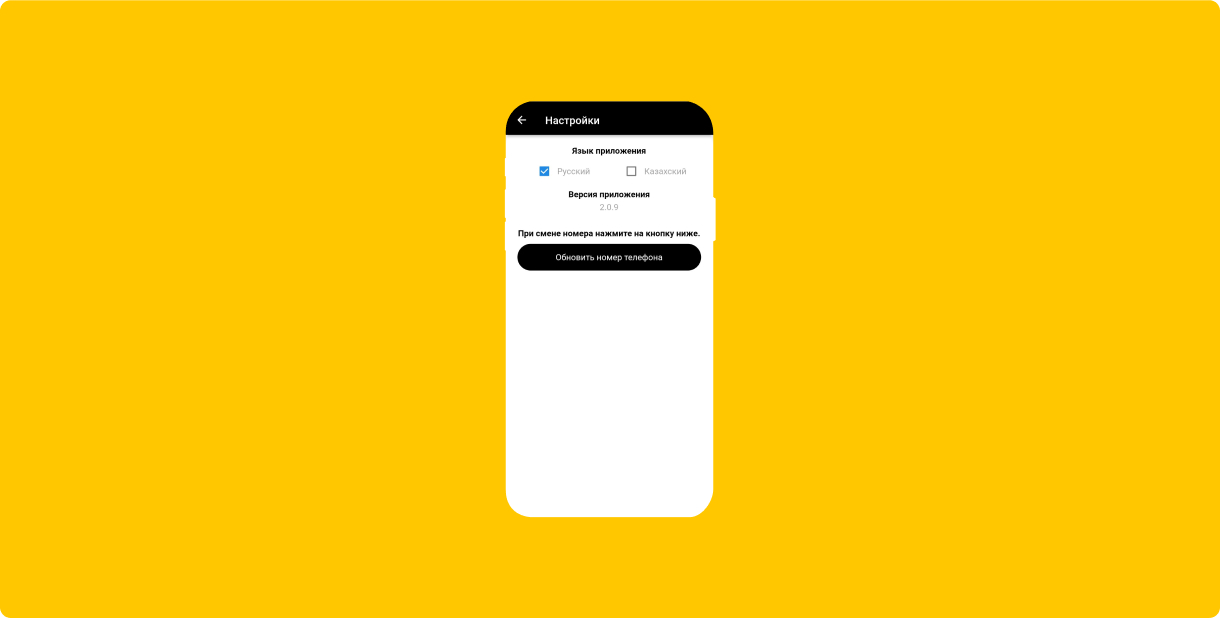 Настройки
Язык приложения
Русский Казахский
Версия приложения
2.0.9
При смене номера нажмите на кнопку ниже.
Обновить номер телефона